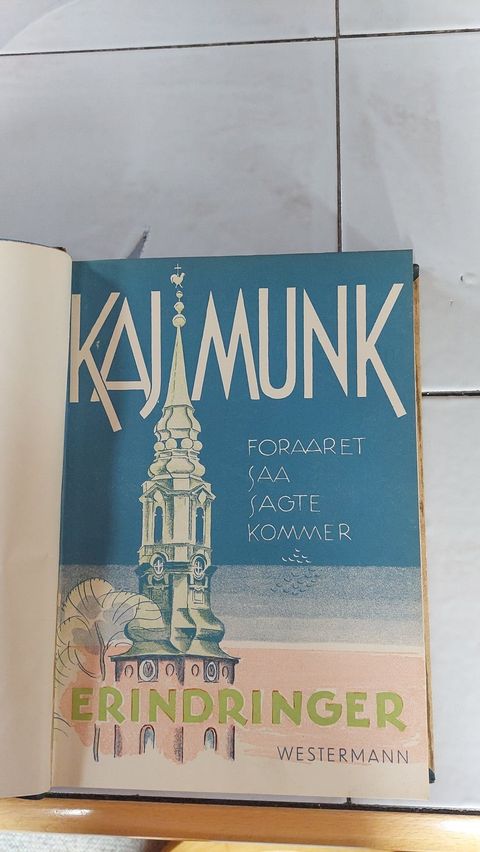 KAJ MUNK
FORAARET
SAA
SAGTE
KOMMER
ERINDRINGER
WESTERMANN